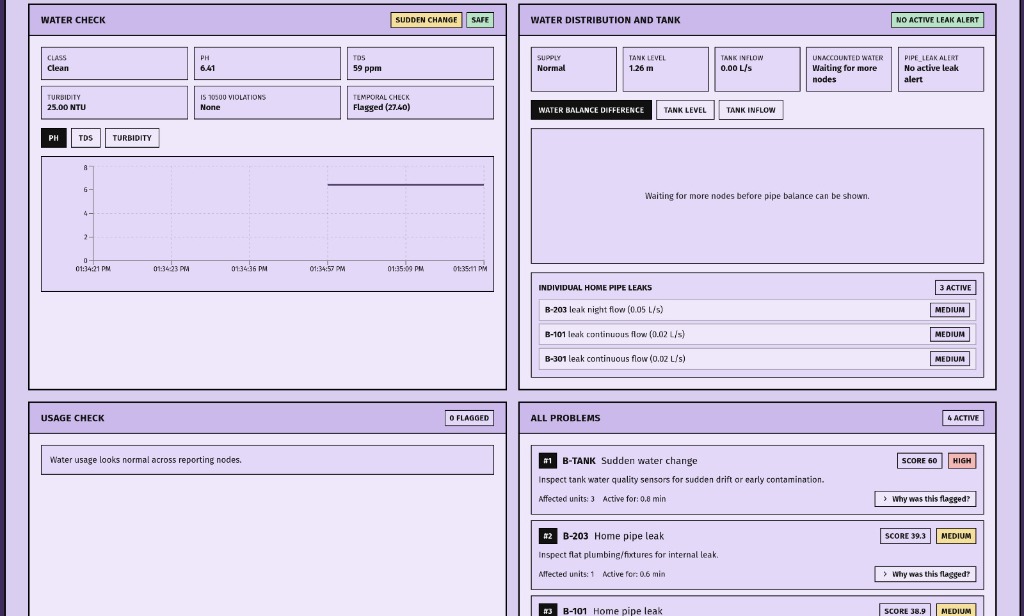 WATER CHECK
SUDDEN CHANGE
SAFE
CLASS
Clean
PH
6.41
TDS
59 ppm
TURBIDITY
25.00 NTU
IS 10500 VIOLATIONS
None
TEMPORAL CHECK
Flagged (27.40)
PH
TDS
TURBIDITY
8
6
4
2
0
01:34:21 PM
01:34:23 PM
01:34:36 PM
01:34:57 PM
01:35:09 PM
01:35:11 PM
WATER DISTRIBUTION AND TANK
NO ACTIVE LEAK ALERT
SUPPLY
Normal
TANK LEVEL
1.26 m
TANK INFLOW
0.00 L/s
UNACCOUNTED WATER
Waiting for more
nodes
PIPE_LEAK ALERT
No active leak
alert
WATER BALANCE DIFFERENCE
TANK LEVEL
TANK INFLOW
Waiting for more nodes before pipe balance can be shown.
INDIVIDUAL HOME PIPE LEAKS
3 ACTIVE
B-203 leak night flow (0.05 L/s)
MEDIUM
B-101 leak continuous flow (0.02 L/s)
MEDIUM
B-301 leak continuous flow (0.02 L/s)
MEDIUM
USAGE CHECK
0 FLAGGED
Water usage looks normal across reporting nodes.
ALL PROBLEMS
4 ACTIVE
#1 B-TANK Sudden water change
SCORE 60
HIGH
Inspect tank water quality sensors for sudden drift or early contamination.
Affected units: 3 Active for: 0.8 min
› Why was this flagged?
#2 B-203 Home pipe leak
SCORE 39.3
MEDIUM
Inspect flat plumbing/fixtures for internal leak.
Affected units: 1 Active for: 0.6 min
› Why was this flagged?
#3 B-101 Home pipe leak
SCORE 38.9
MEDIUM